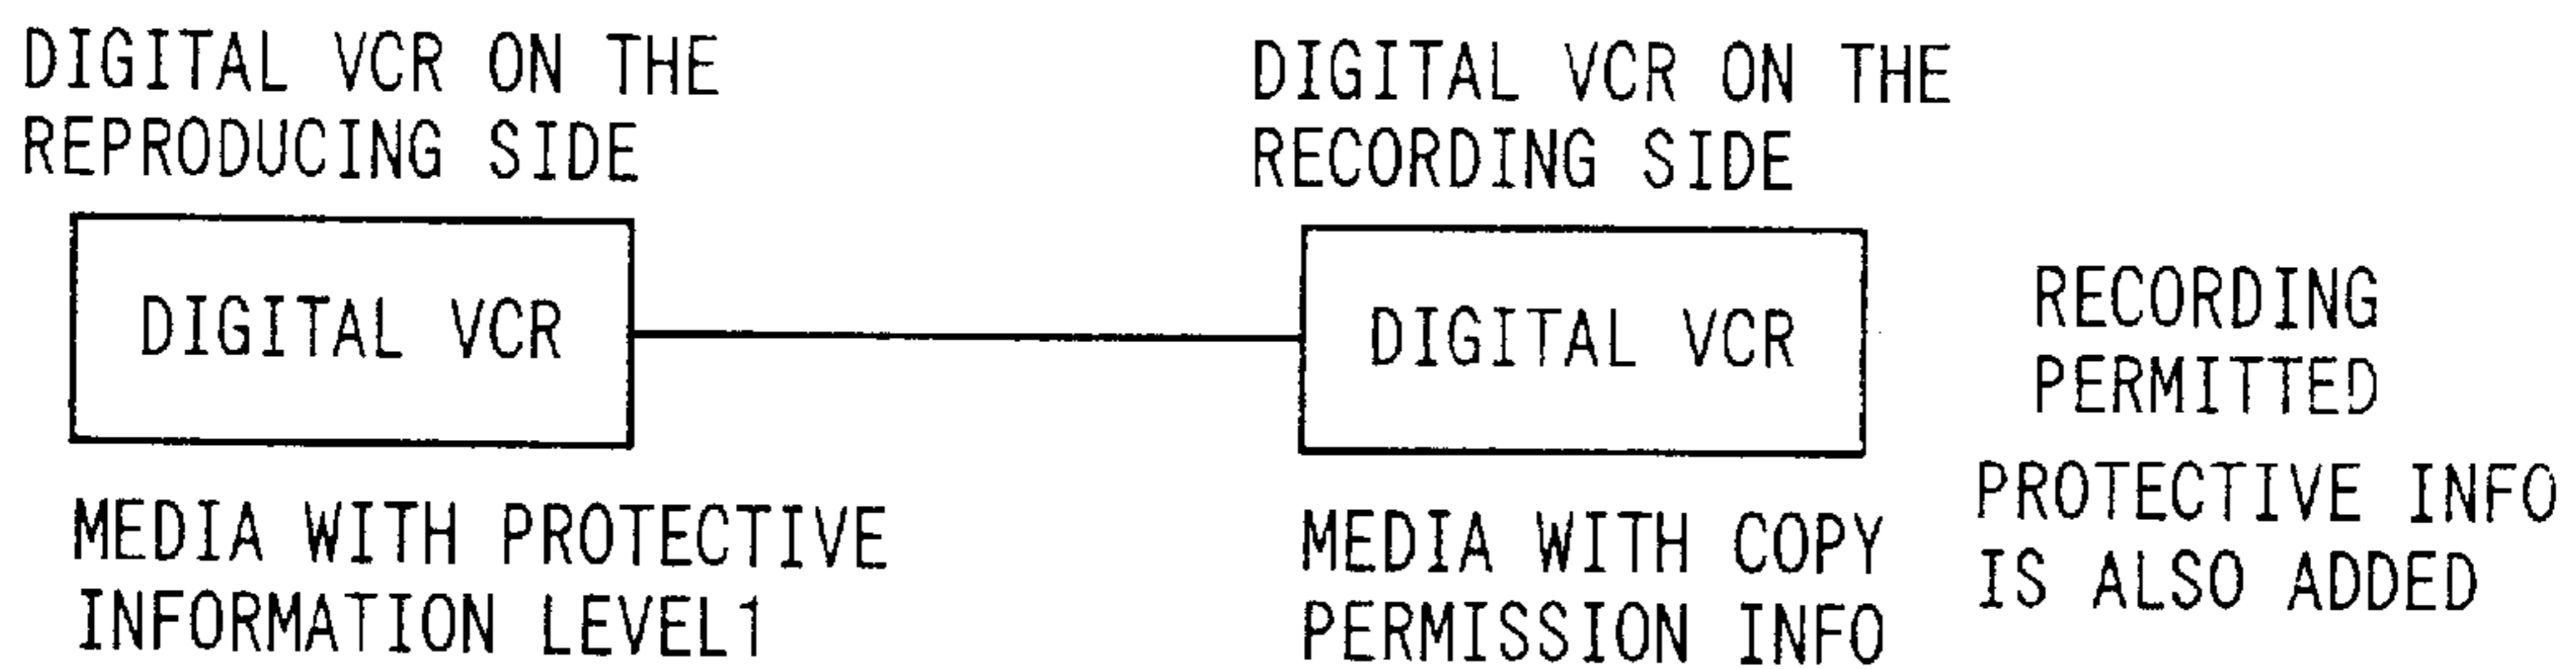 DIGITAL VCR ON THE
REPRODUCING SIDE
DIGITAL VCR
MEDIA WITH PROTECTIVE
INFORMATION LEVEL1
DIGITAL VCR ON THE
RECORDING SIDE
DIGITAL VCR
MEDIA WITH COPY
PERMISSION INFO
RECORDING
PERMITTED
PROTECTIVE INFO
IS ALSO ADDED